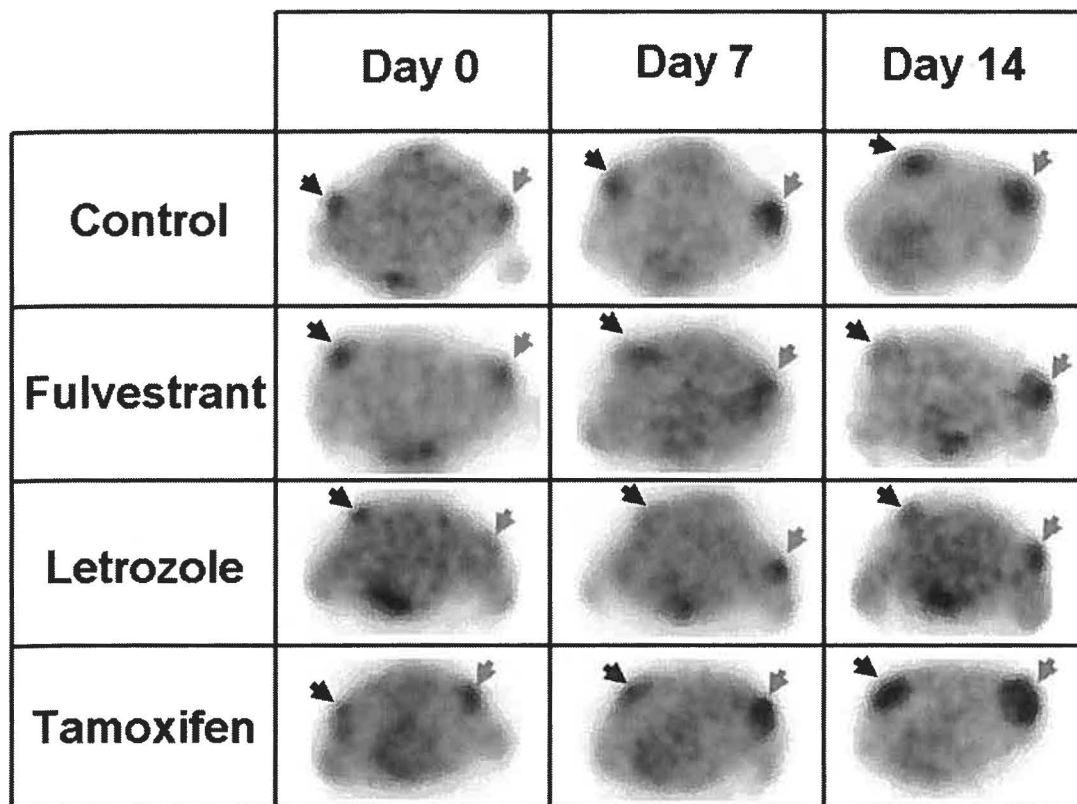 Day 0
Day 7
Day 14
Control
Fulvestrant
Letrozole
Tamoxifen